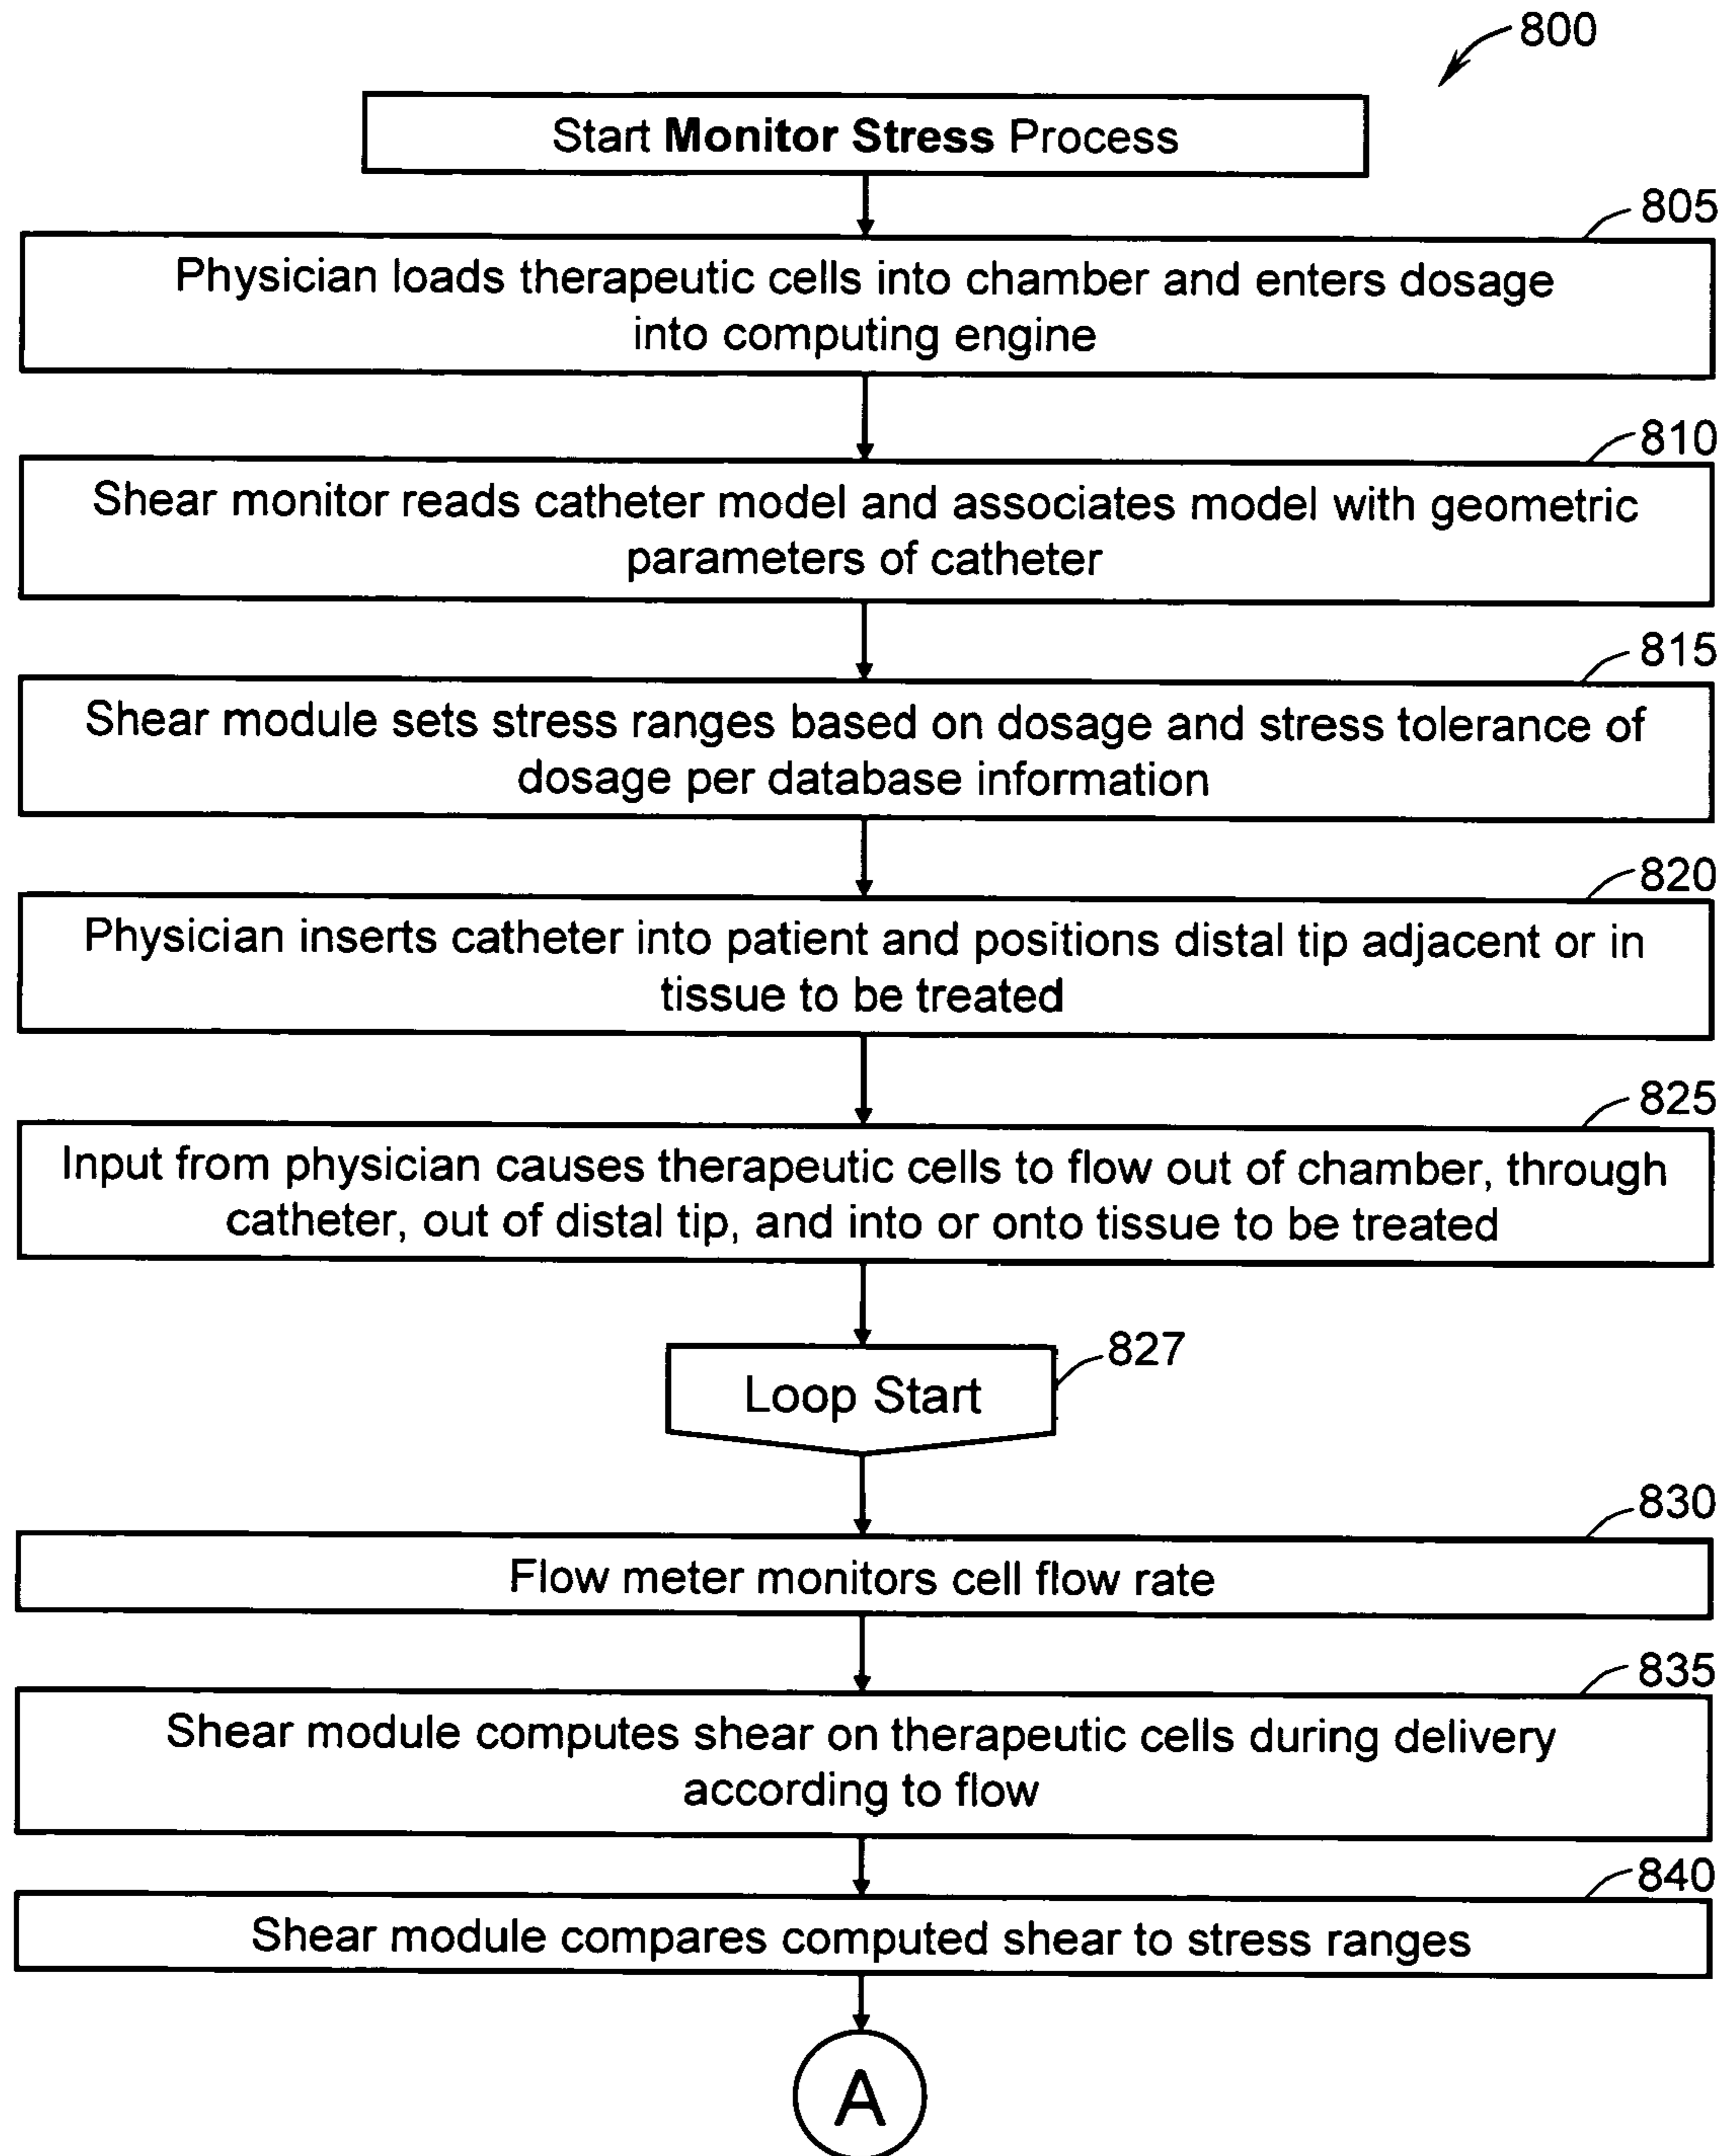 800
Start Monitor Stress Process
805
Physician loads therapeutic cells into chamber and enters dosage
into computing engine
810
Shear monitor reads catheter model and associates model with geometric
parameters of catheter
815
Shear module sets stress ranges based on dosage and stress tolerance of
dosage per database information
820
Physician inserts catheter into patient and positions distal tip adjacent or in
tissue to be treated
825
Input from physician causes therapeutic cells to flow out of chamber, through
catheter, out of distal tip, and into or onto tissue to be treated
827
Loop Start
830
Flow meter monitors cell flow rate
835
Shear module computes shear on therapeutic cells during delivery
according to flow
840
Shear module compares computed shear to stress ranges
A